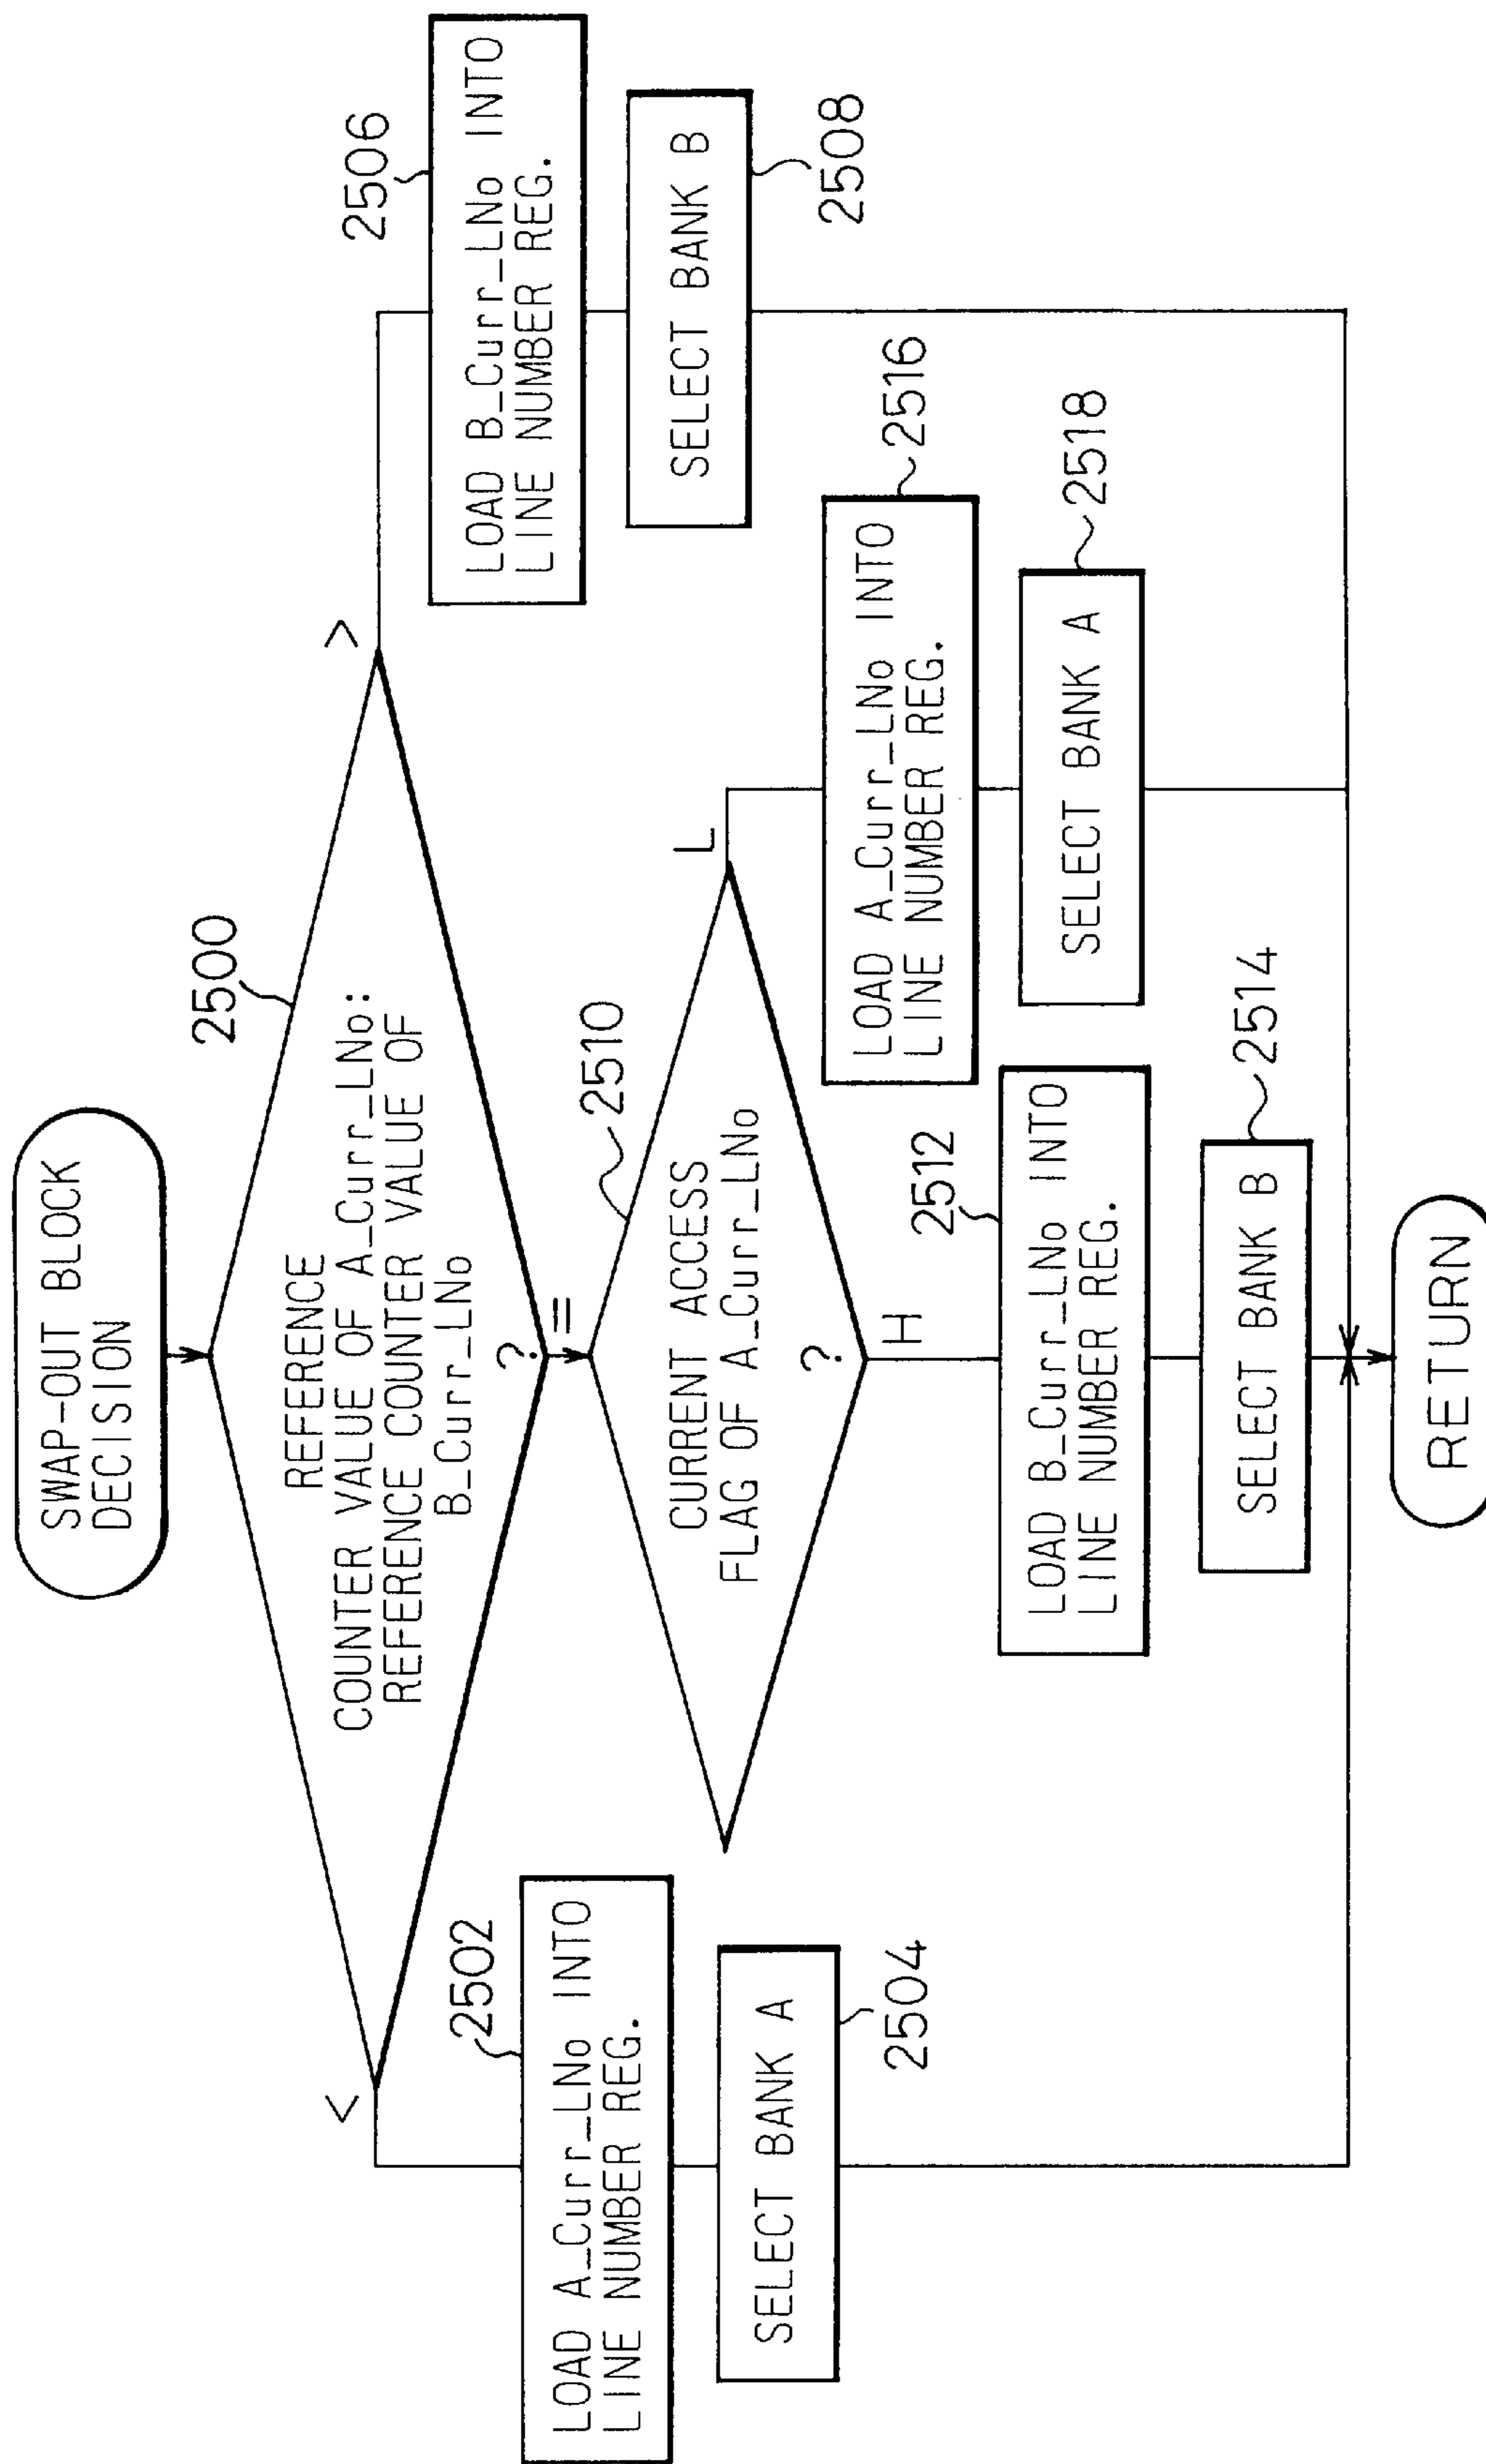 SWAP-OUT BLOCK
DECISION
2500
REFERENCE
COUNTER VALUE OF A_Curr_LNo:
REFERENCE COUNTER VALUE OF
B_Curr_LNo
?
<
>
=
2502
LOAD A_Curr_LNo INTO
LINE NUMBER REG.
SELECT BANK A
2504
2510
CURRENT ACCESS
FLAG OF A_Curr_LNo
?
H
L
2512
LOAD B_Curr_LNo INTO
LINE NUMBER REG.
SELECT BANK B
2514
LOAD A_Curr_LNo INTO
LINE NUMBER REG.
2516
SELECT BANK A
2518
2506
LOAD B_Curr_LNo INTO
LINE NUMBER REG.
SELECT BANK B
2508
RETURN